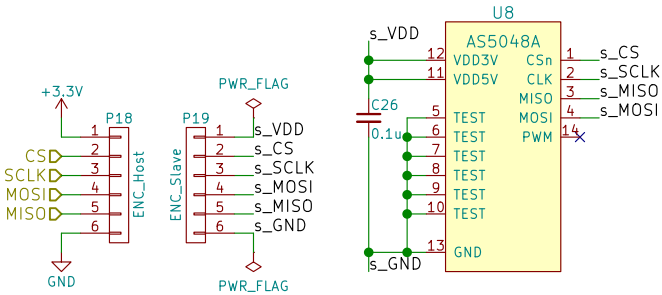 +3.3V
P18
1
2
3
4
5
6
ENC_Host
CS
SCLK
MOSI
MISO
GND
PWR_FLAG
P19
1
2
3
4
5
6
ENC_Slave
s_VDD
s_CS
s_SCLK
s_MOSI
s_MISO
s_GND
PWR_FLAG
s_VDD
C26
0.1u
s_GND
U8
AS5048A
12 VDD3V
11 VDD5V
5 TEST
6 TEST
7 TEST
8 TEST
9 TEST
10 TEST
13 GND
CSn 1 s_CS
CLK 2 s_SCLK
MISO 3 s_MISO
MOSI 4 s_MOSI
PWM 14